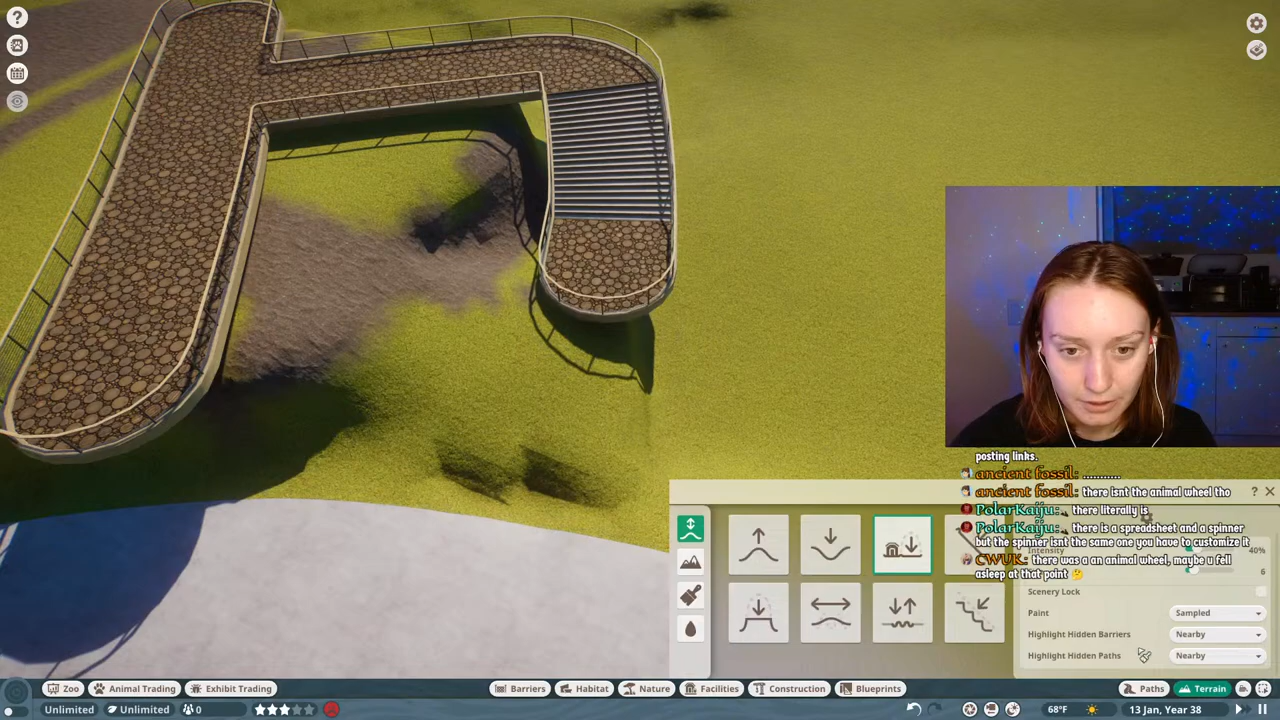 posting links.
ancient fossil: ...........
ancient fossil: there isnt the animal wheel tho
PolarKaiju: there literally is
PolarKaiju: there is a spreadsheet and a spinner
but the spinner isnt the same one you have to customize it
Intensity 40%
CWUK: there was a an animal wheel, maybe u fell
asleep at that point
6
Scenery Lock
Paint Sampled
Highlight Hidden Barriers Nearby
Highlight Hidden Paths Nearby
Zoo Animal Trading Exhibit Trading Barriers Habitat Nature Facilities Construction Blueprints Paths Terrain
Unlimited Unlimited 0 68°F 13 Jan, Year 38